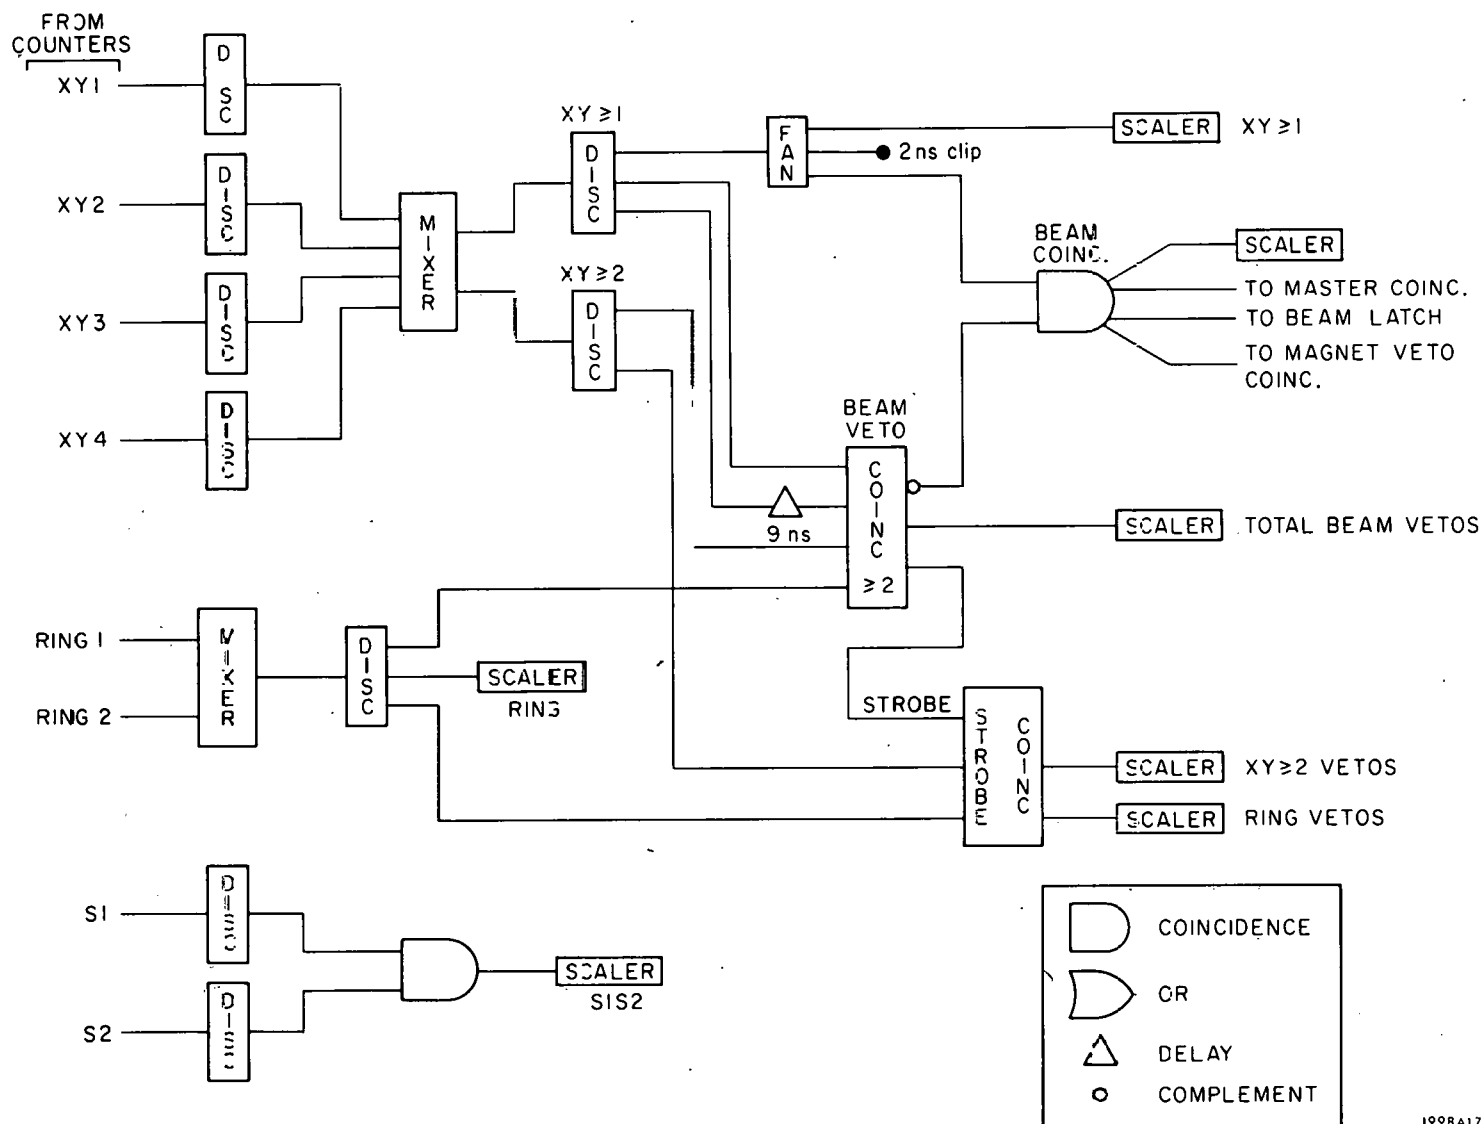 FROM
COUNTERS
XY1
D
SC
XY2
DISC
XY3
DISC
XY4
DISC
MIXER
XY ≥ 1
DISC
XY ≥ 2
DISC
FAN
SCALER XY ≥ 1
2ns clip
BEAM
COINC.
SCALER
TO MASTER COINC.
TO BEAM LATCH
TO MAGNET VETO
COINC.
BEAM
VETO
COINC
≥ 2
9 ns
SCALER TOTAL BEAM VETOS
RING 1
RING 2
MIXER
DISC
SCALER
RING
STROBE
STROBE
COINC
SCALER XY≥2 VETOS
SCALER RING VETOS
S1
DISC
S2
DISC
SCALER
S1S2
COINCIDENCE
OR
DELAY
COMPLEMENT
1998A17